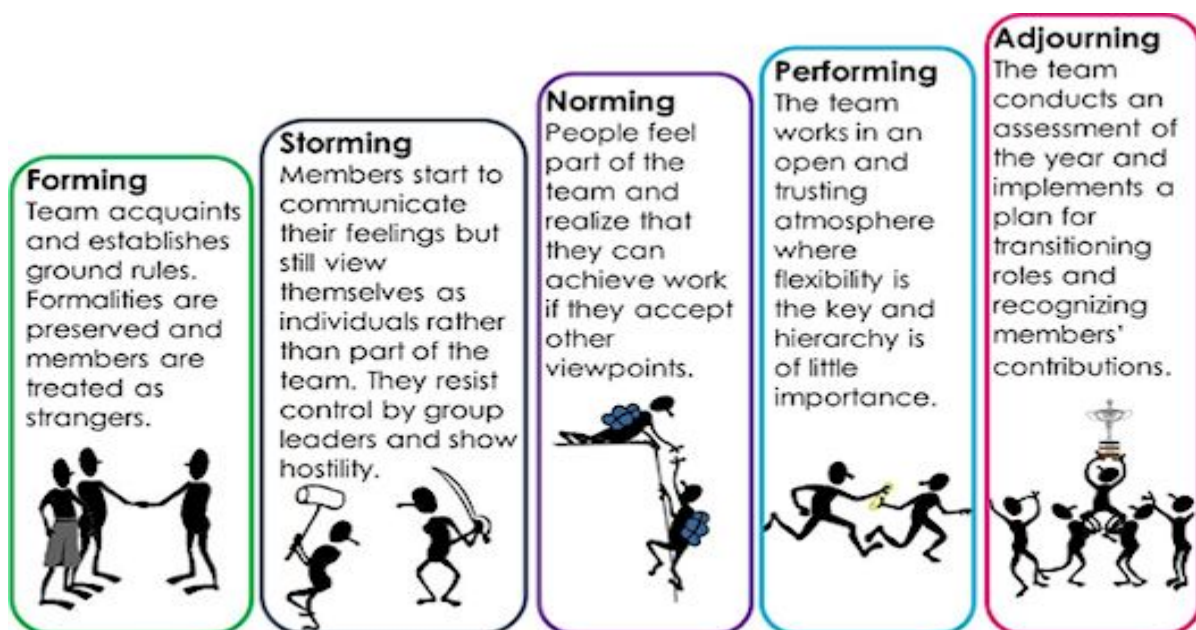 Forming
Team acquaints
and establishes
ground rules.
Formalities are
preserved and
members are
treated as
strangers.
Storming
Members start to
communicate
their feelings but
still view
themselves as
individuals rather
than part of the
team. They resist
control by group
leaders and show
hostility.
Norming
People feel
part of the
team and
realize that
they can
achieve work
if they accept
other
viewpoints.
Performing
The team
works in an
open and
trusting
atmosphere
where
flexibility is
the key and
hierarchy is
of little
importance.
Adjourning
The team
conducts an
assessment of
the year and
implements a
plan for
transitioning
roles and
recognizing
members'
contributions.